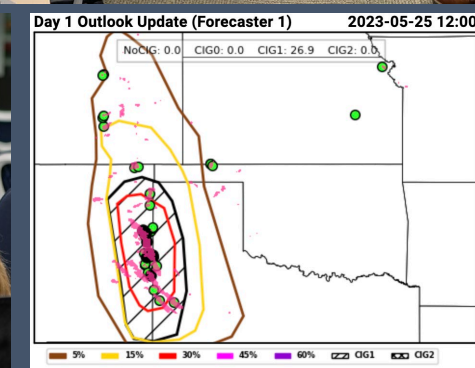 Day 1 Outlook Update (Forecaster 1) 2023-05-25 12:00
NoCIG: 0.0 CIG0: 0.0 CIG1: 26.9 CIG2: 0.0
5% 15% 30% 45% 60% CIG1 CIG2